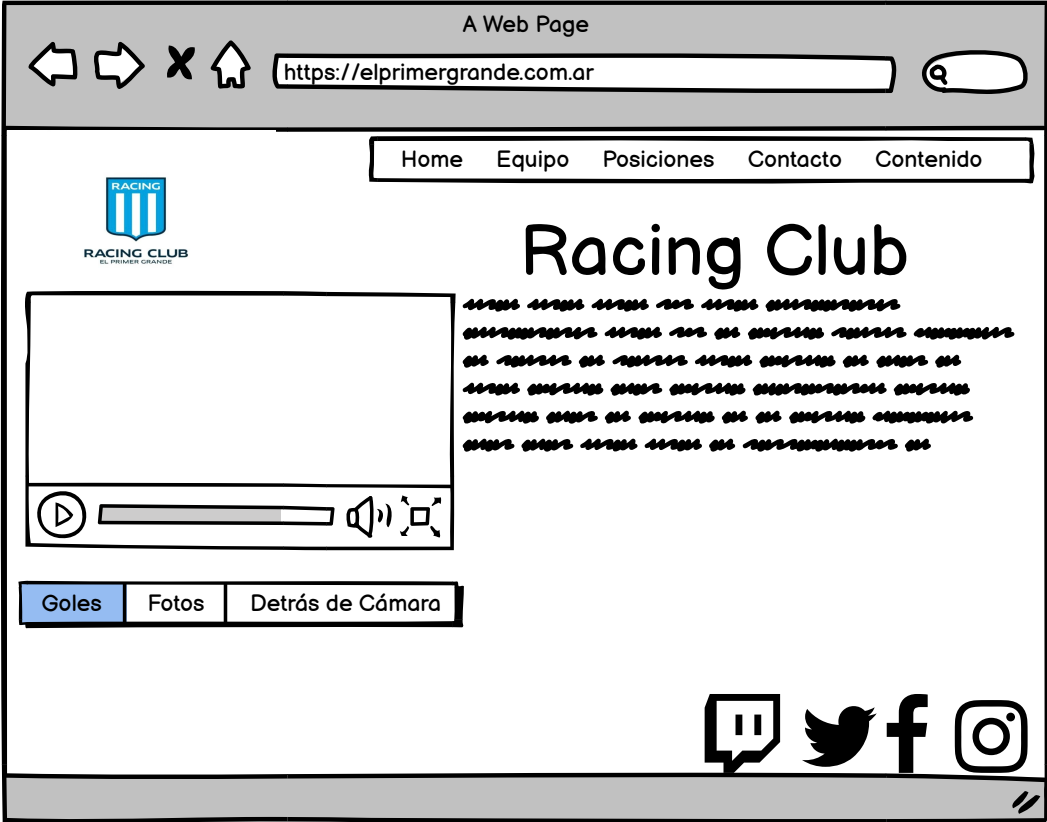 A Web Page
https://elprimergrande.com.ar
Home Equipo Posiciones Contacto Contenido
RACING
RACING CLUB
EL PRIMER GRANDE
Racing Club
Goles Fotos Detrás de Cámara